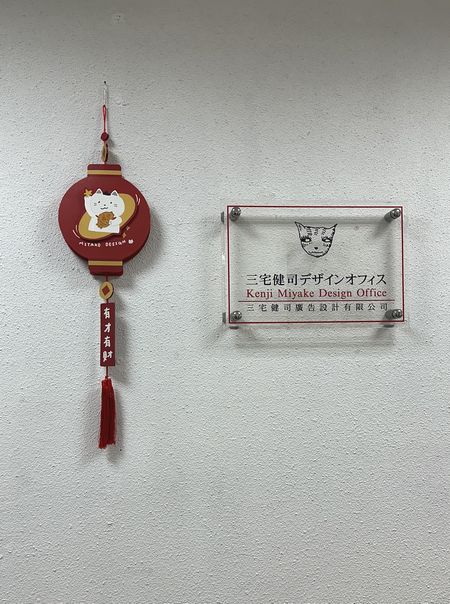 MIYAKE DESIGN
有才有財
三宅健司デザインオフィス
Kenji Miyake Design Office
三宅健司廣告設計有限公司